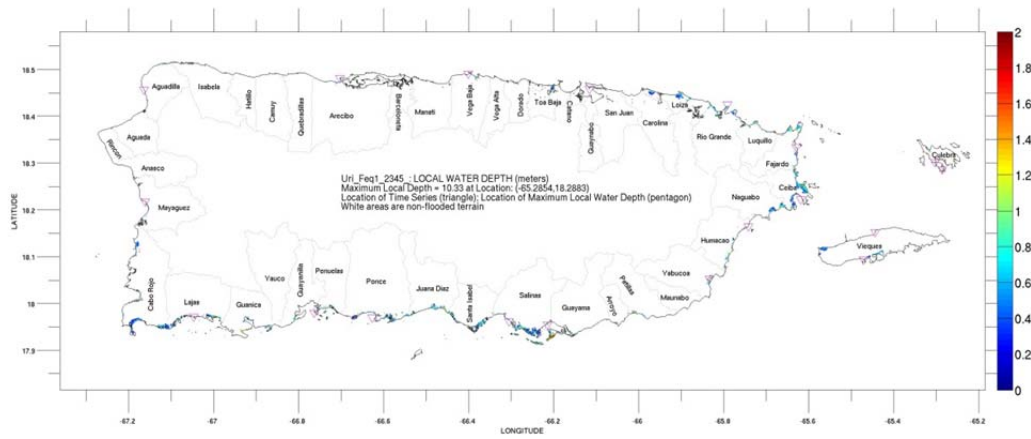 2
1.8
1.6
1.4
1.2
1
0.8
0.6
0.4
0.2
0
18.5
18.4
18.3
18.2
18.1
18
17.9
LATITUDE
Aguadilla
Isabela
Hatillo
Camuy
Quebradillas
Arecibo
Barceloneta
Manati
Vega Baja
Vega Alta
Dorado
Toa Baja
Catano
Guaynabo
San Juan
Carolina
Loiza
Rio Grande
Luquillo
Fajardo
Ceiba
Naguabo
Humacao
Culebra
Vieques
Aguada
Rincon
Anasco
Mayaguez
Uri_Feq1_2345_: LOCAL WATER DEPTH (meters)
Maximum Local Depth = 10.33 at Location: (-65.2854,18.2883)
Location of Time Series (triangle); Location of Maximum Local Water Depth (pentagon)
White areas are non-flooded terrain
Cabo Rojo
Lajas
Guanica
Yauco
Guayanilla
Penuelas
Ponce
Juana Diaz
Santa Isabel
Salinas
Guayama
Arroyo
Patillas
Maunabo
Yabucoa
-67.2
-67
-66.8
-66.6
-66.4
-66.2
-66
-65.8
-65.6
-65.4
-65.2
LONGITUDE